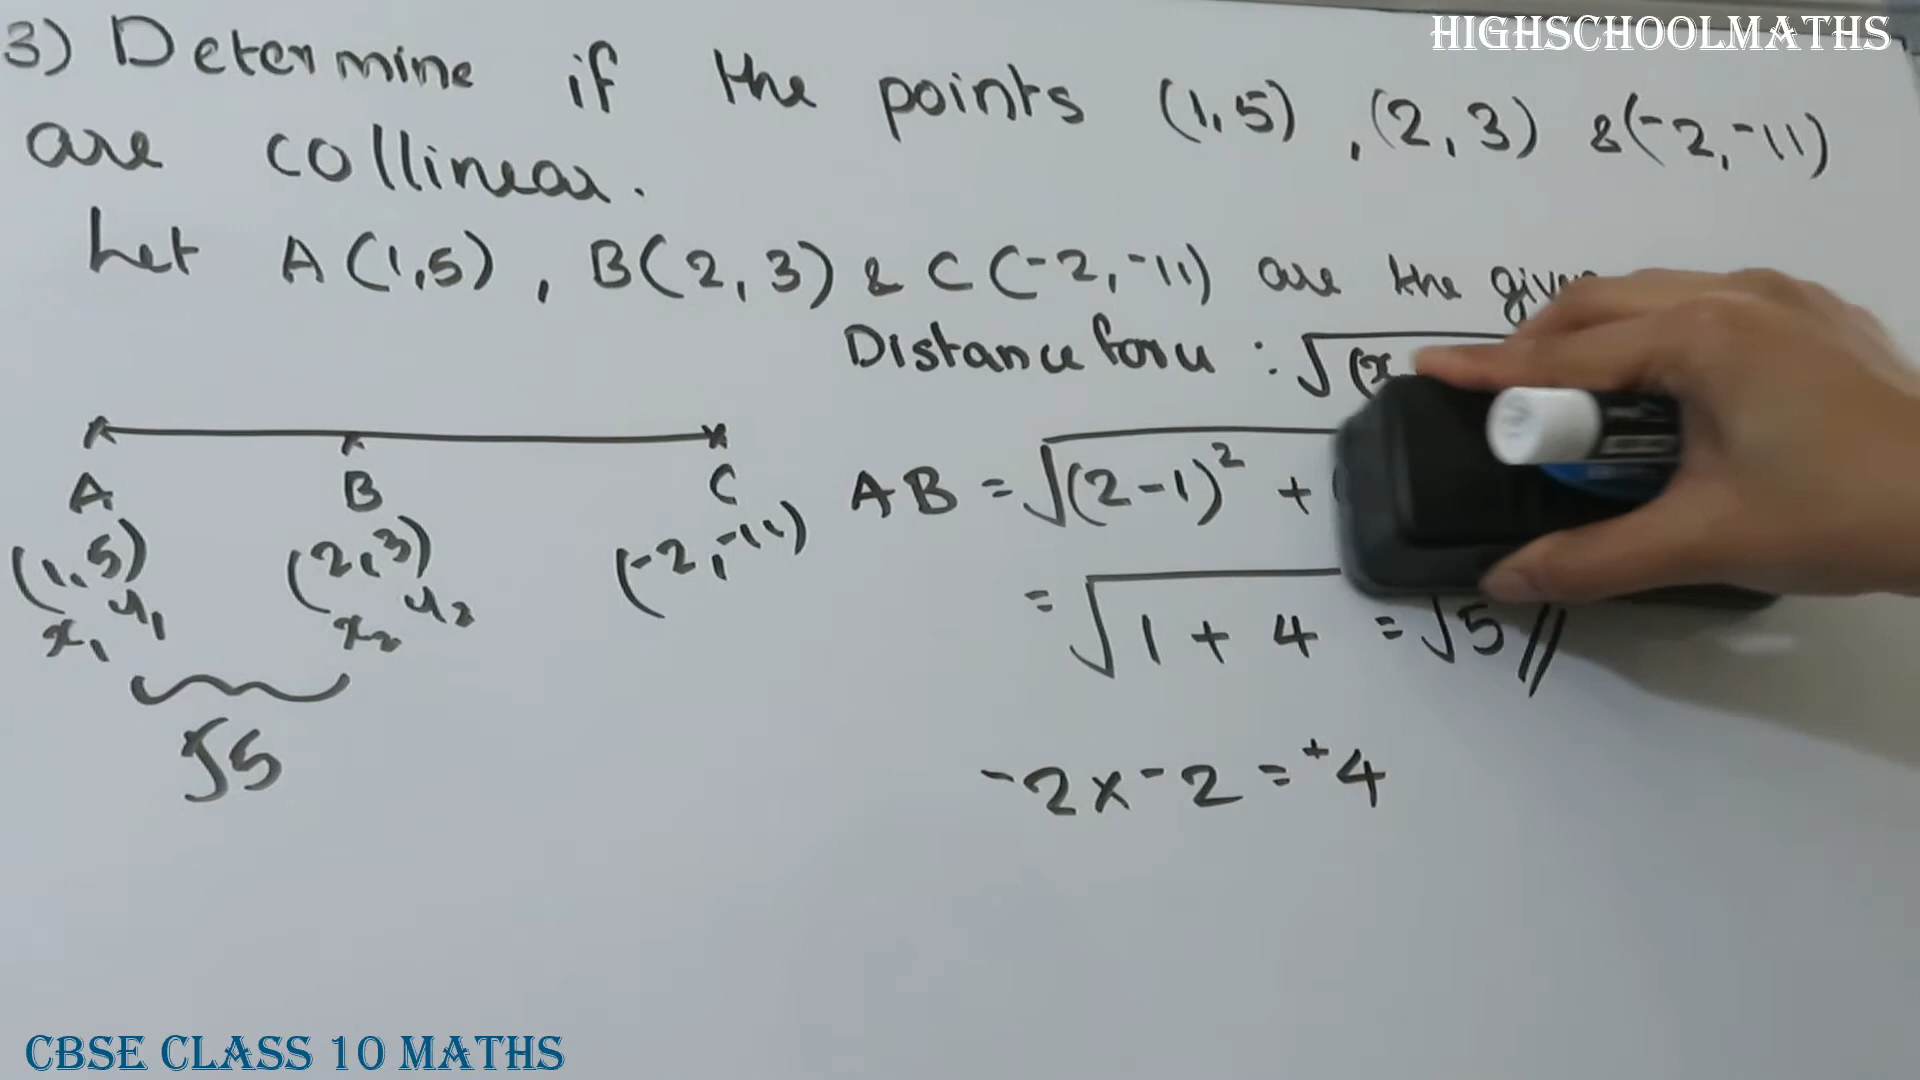 HIGHSCHOOLMATHS
3) Determine if the points (1,5), (2,3) & (-2,-11)
are collinear.
Let A(1,5), B(2,3) & C(-2,-11) are the
Distance form : √(x
A B C
(1,5) (2,3) (-2,-11)
x₁ y₁ x₂ y₂
√5
AB = √(2-1)² +
= √1 + 4 = √5//
-2x-2=+4
CBSE CLASS 10 MATHS